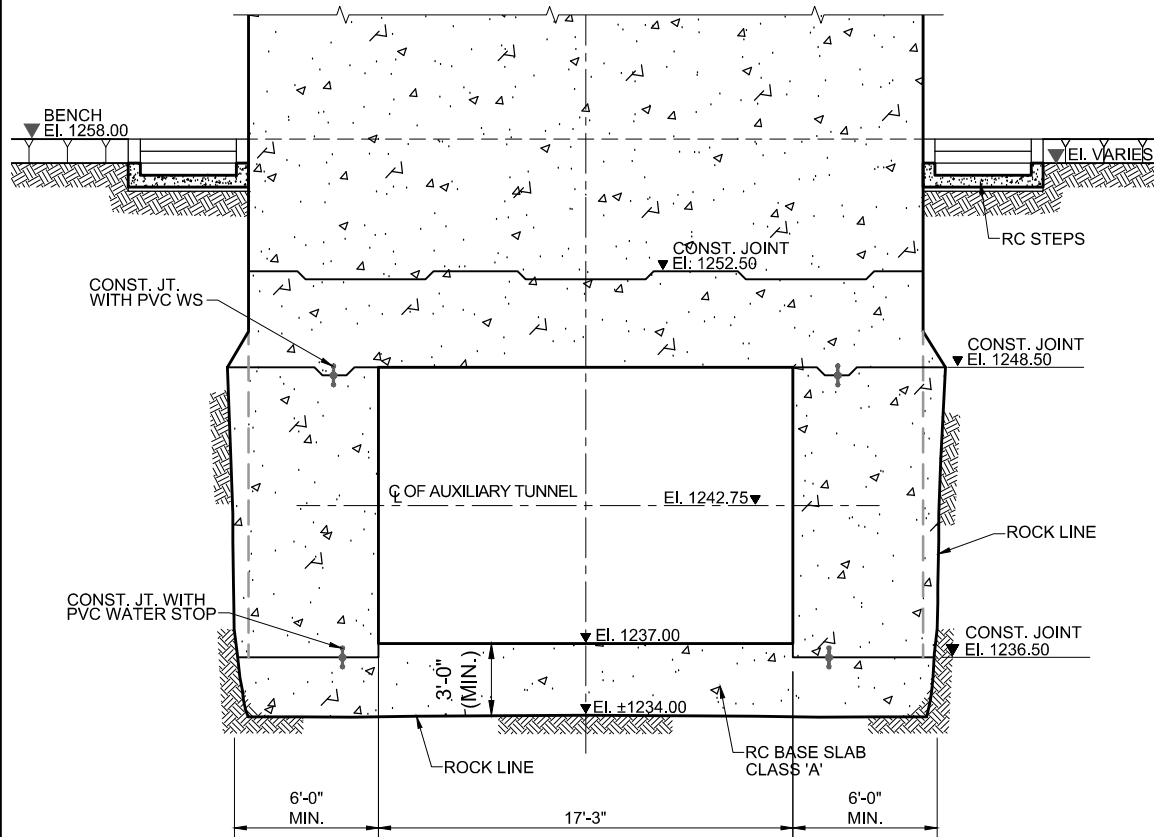 BENCH
El. 1258.00
El. VARIES
RC STEPS
CONST. JOINT
El. 1252.50
CONST. JT.
WITH PVC WS
CONST. JOINT
El. 1248.50
℄ OF AUXILIARY TUNNEL
El. 1242.75
ROCK LINE
CONST. JT. WITH
PVC WATER STOP
El. 1237.00
CONST. JOINT
El. 1236.50
3'-0"
(MIN.)
El. ±1234.00
ROCK LINE
RC BASE SLAB
CLASS 'A'
6'-0"
MIN.
17'-3"
6'-0"
MIN.